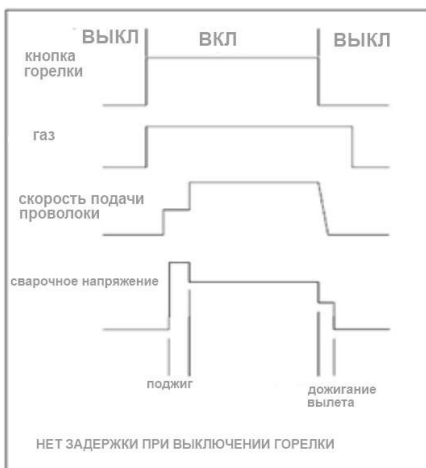 ВЫКЛ ВКЛ ВЫКЛ
кнопка
горелки
газ
скорость подачи
проволоки
сварочное напряжение
поджиг
дожигание
вылета
НЕТ ЗАДЕРЖКИ ПРИ ВЫКЛЮЧЕНИИ ГОРЕЛКИ